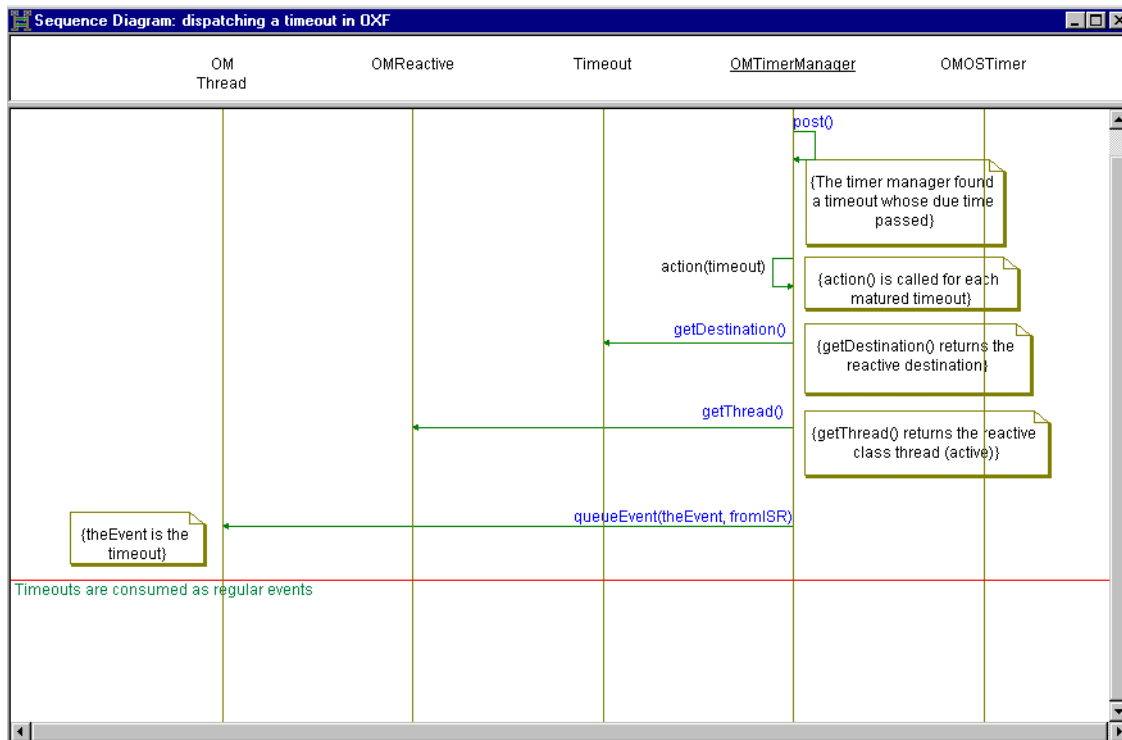 Sequence Diagram: dispatching a timeout in OXF
OM
Thread
OMReactive
Timeout
OMTimerManager
OMOSTimer
post()
{The timer manager found
a timeout whose due time
passed}
action(timeout)
{action() is called for each
matured timeout}
getDestination()
{getDestination() returns the
reactive destination}
getThread()
{getThread() returns the reactive
class thread (active)}
queueEvent(theEvent, fromISR)
{theEvent is the
timeout}
Timeouts are consumed as regular events